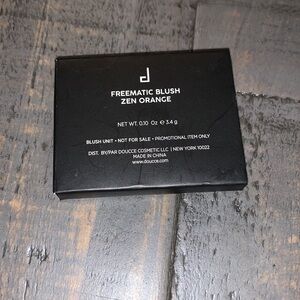 d
FREEMATIC BLUSH
ZEN ORANGE
NET WT. 0.10 Oz ℮ 3.4 g
BLUSH UNIT • NOT FOR SALE • PROMOTIONAL ITEM ONLY
DIST. BY/PAR DOUCCE COSMETIC LLC | NEW YORK 10022
MADE IN CHINA
www.doucce.com